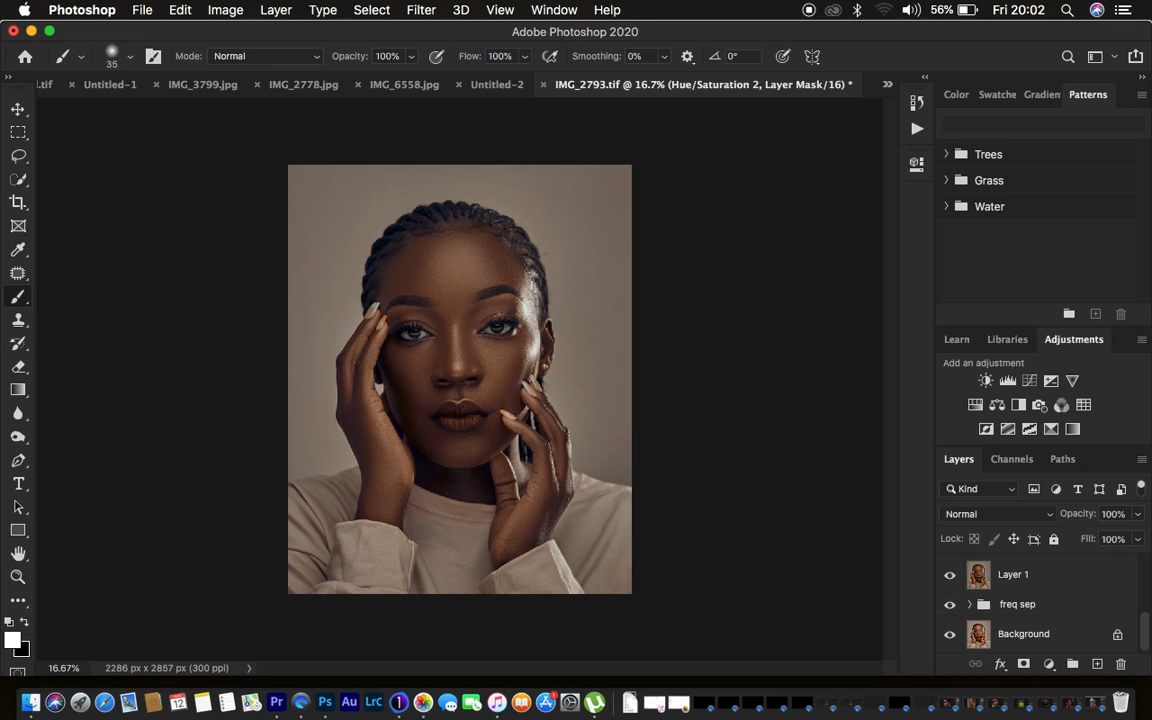 Photoshop File Edit Image Layer Type Select Filter 3D View Window Help 56% Fri 20:02
Adobe Photoshop 2020
35 Mode: Normal Opacity: 100% Flow: 100% Smoothing: 0% 0°
l.tif Untitled-1 IMG_3799.jpg IMG_2778.jpg IMG_6558.jpg Untitled-2 IMG_2793.tif @ 16.7% (Hue/Saturation 2, Layer Mask/16) *
Color Swatche Gradien Patterns
Trees
Grass
Water
Learn Libraries Adjustments
Add an adjustment
Layers Channels Paths
Kind
Normal Opacity: 100%
Lock: Fill: 100%
Layer 1
freq sep
Background
16.67% 2286 px x 2857 px (300 ppi)
Pr Ps Au LrC